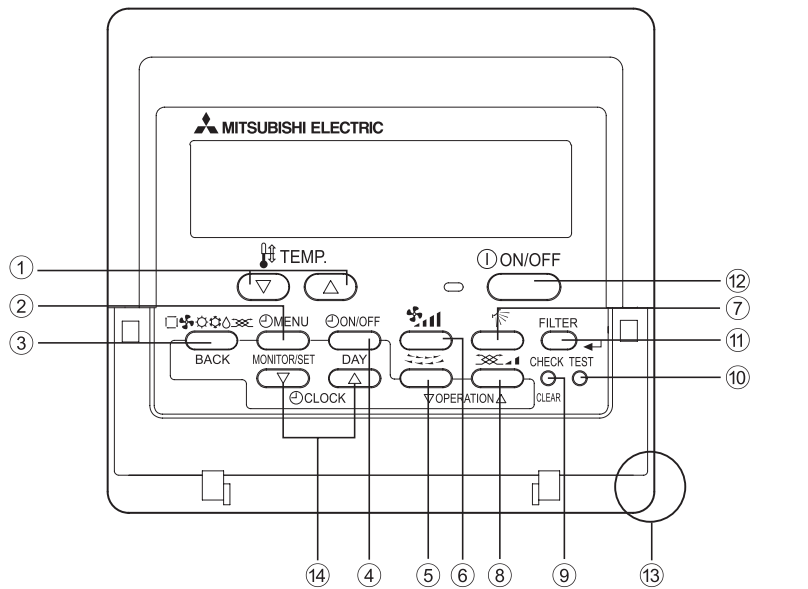 MITSUBISHI ELECTRIC
TEMP.
ON/OFF
① ⑫
② MENU ON/OFF ⑦
FILTER
③ ⑪
BACK MONITOR/SET DAY CHECK TEST
⑩
CLOCK ▽OPERATION△ CLEAR
⑭ ④ ⑤ ⑥ ⑧ ⑨ ⑬